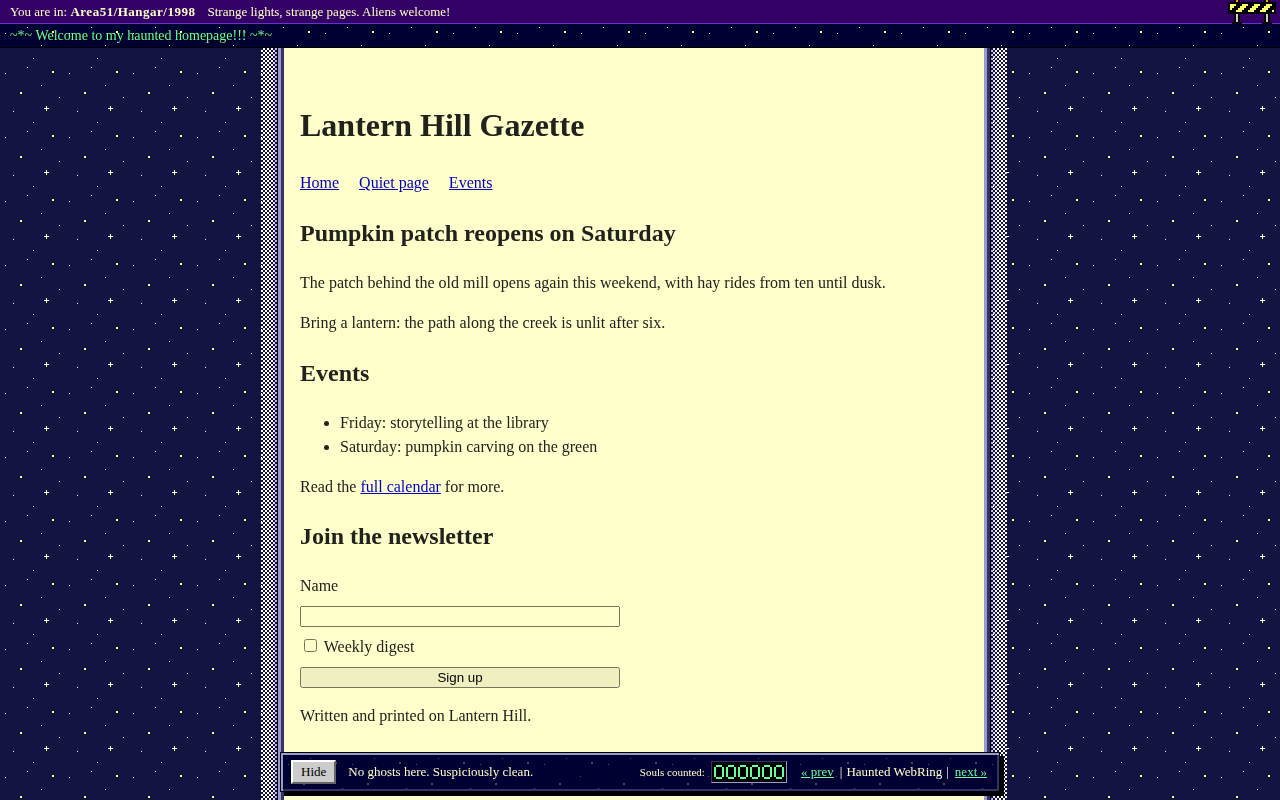 You are in: Area51/Hangar/1998 Strange lights, strange pages. Aliens welcome!
~*~ Welcome to my haunted homepage!!! ~*~
Lantern Hill Gazette
Home Quiet page Events
Pumpkin patch reopens on Saturday
The patch behind the old mill opens again this weekend, with hay rides from ten until dusk.
Bring a lantern: the path along the creek is unlit after six.
Events
• Friday: storytelling at the library
• Saturday: pumpkin carving on the green
Read the full calendar for more.
Join the newsletter
Name
Weekly digest
Sign up
Written and printed on Lantern Hill.
Hide No ghosts here. Suspiciously clean. Souls counted: 000000 « prev | Haunted WebRing | next »